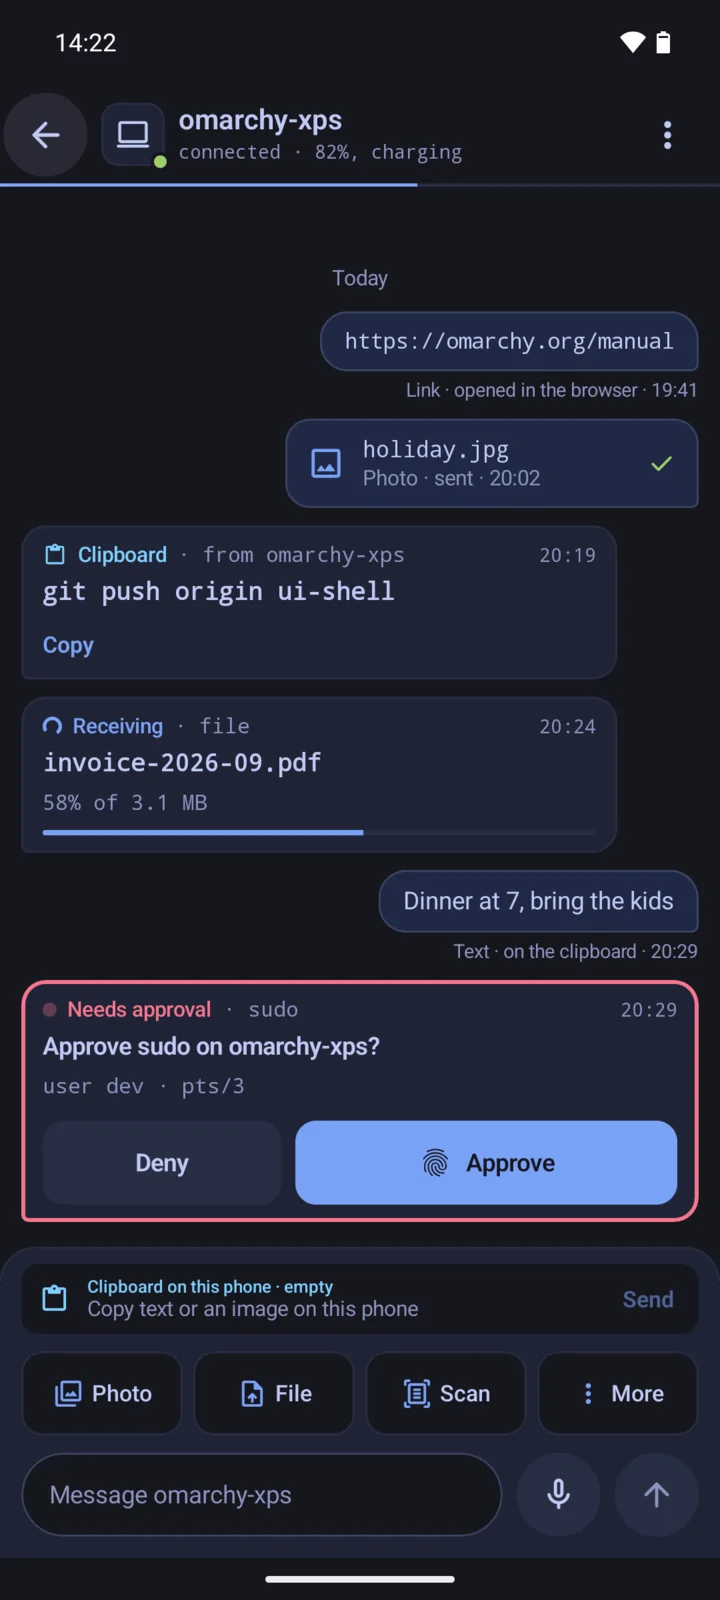 14:22
omarchy-xps
connected · 82%, charging
Today
https://omarchy.org/manual
Link · opened in the browser · 19:41
holiday.jpg
Photo · sent · 20:02
Clipboard · from omarchy-xps 20:19
git push origin ui-shell
Copy
Receiving · file 20:24
invoice-2026-09.pdf
58% of 3.1 MB
Dinner at 7, bring the kids
Text · on the clipboard · 20:29
Needs approval · sudo 20:29
Approve sudo on omarchy-xps?
user dev · pts/3
Deny Approve
Clipboard on this phone · empty
Copy text or an image on this phone
Send
Photo File Scan More
Message omarchy-xps